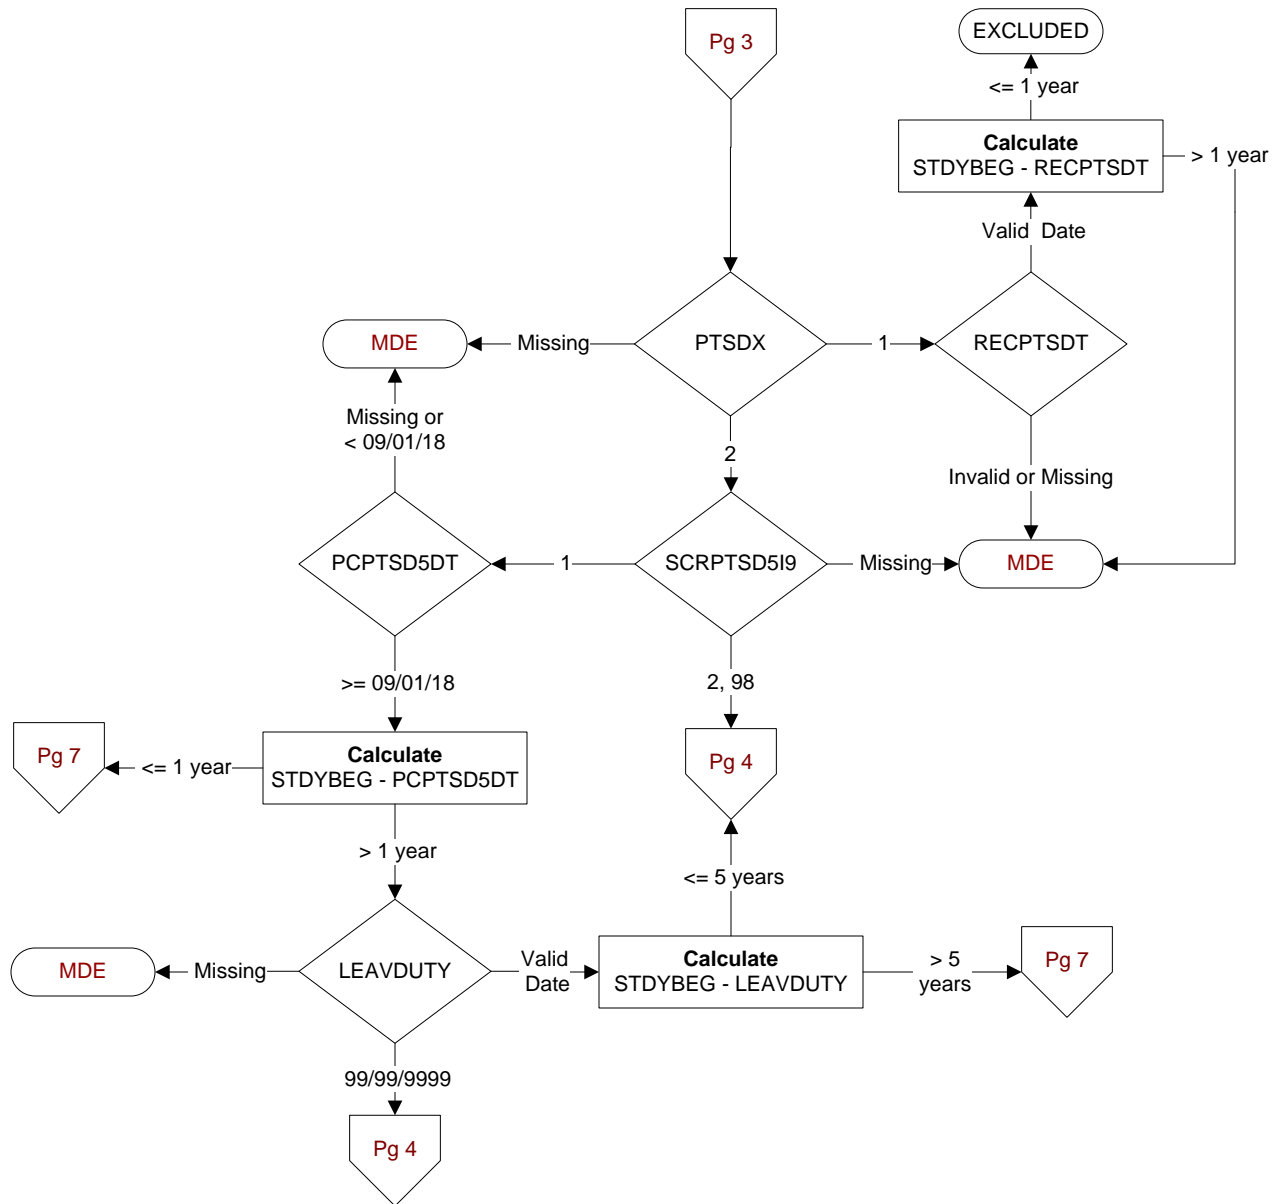 Pg 3
EXCLUDED
<= 1 year
Calculate
STDYBEG - RECPTSDT
> 1 year
Valid Date
MDE
Missing
PTSDX
1
RECPTSDT
Missing or
< 09/01/18
2
Invalid or Missing
PCPTSD5DT
1
SCRPTSD5I9
Missing
MDE
>= 09/01/18
2, 98
Pg 7
<= 1 year
Calculate
STDYBEG - PCPTSD5DT
Pg 4
> 1 year
<= 5 years
MDE
Missing
LEAVDUTY
Valid
Date
Calculate
STDYBEG - LEAVDUTY
> 5
years
Pg 7
99/99/9999
Pg 4